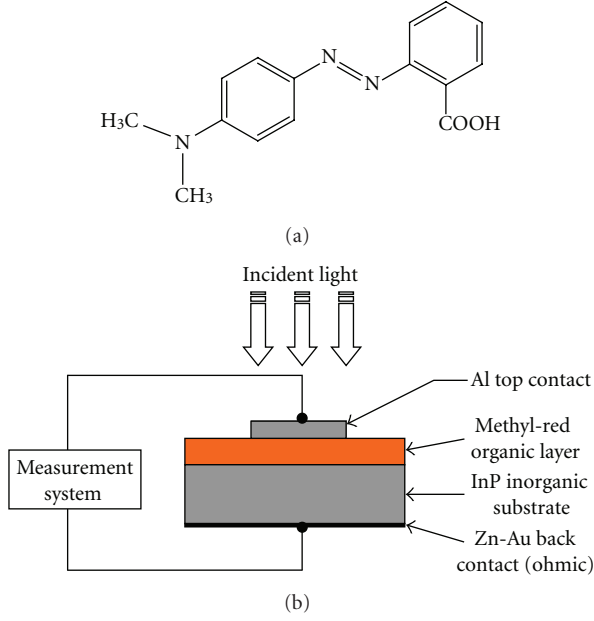 N
N
H3C
N
CH3
COOH
(a)
Incident light
Al top contact
Methyl-red
organic layer
Measurement
system
InP inorganic
substrate
Zn-Au back
contact (ohmic)
(b)